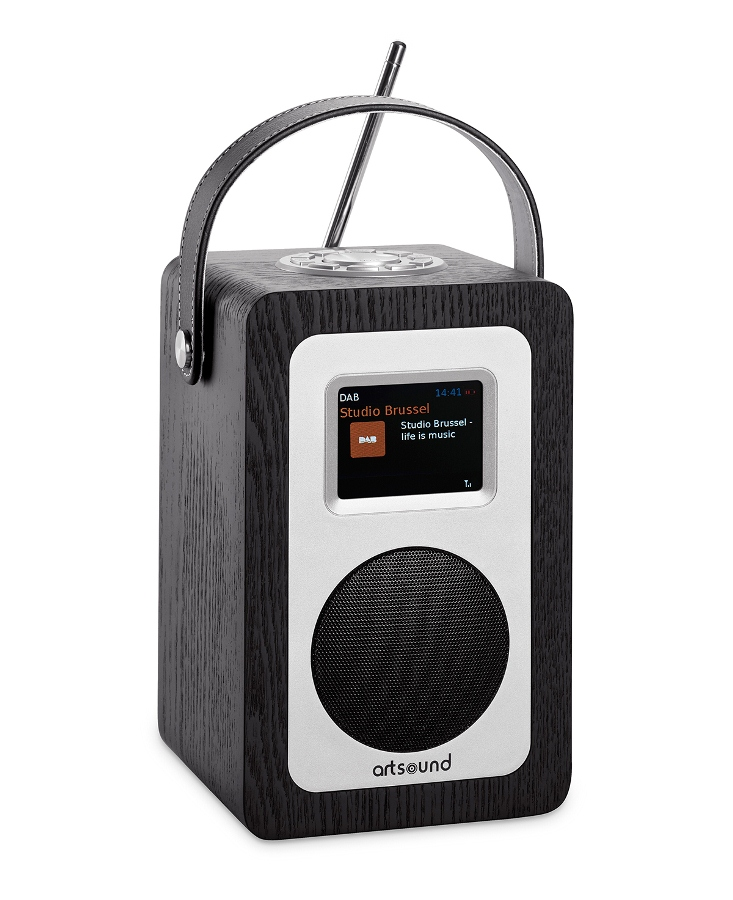 DAB 14:41
Studio Brussel
DAB
Studio Brussel -
life is music
artsound